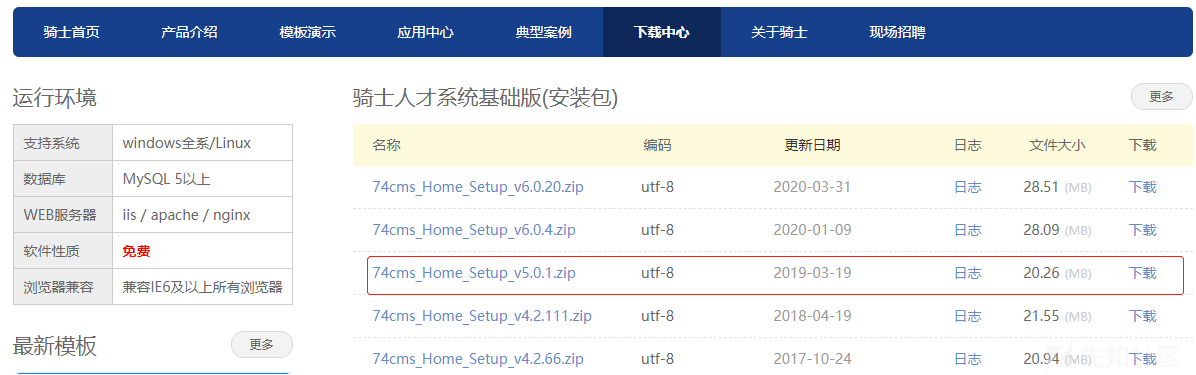 骑士首页 产品介绍 模板演示 应用中心 典型案例 下载中心 关于骑士 现场招聘
运行环境
支持系统 windows全系/Linux
数据库 MySQL 5以上
WEB服务器 iis / apache / nginx
软件性质 免费
浏览器兼容 兼容IE6及以上所有浏览器
最新模板 更多
骑士人才系统基础版(安装包) 更多
名称 编码 更新日期 日志 文件大小 下载
74cms_Home_Setup_v6.0.20.zip utf-8 2020-03-31 日志 28.51 (MB) 下载
74cms_Home_Setup_v6.0.4.zip utf-8 2020-01-09 日志 28.09 (MB) 下载
74cms_Home_Setup_v5.0.1.zip utf-8 2019-03-19 日志 20.26 (MB) 下载
74cms_Home_Setup_v4.2.111.zip utf-8 2018-04-19 日志 21.55 (MB) 下载
74cms_Home_Setup_v4.2.66.zip utf-8 2017-10-24 日志 20.94 (MB) 下载
先知社区